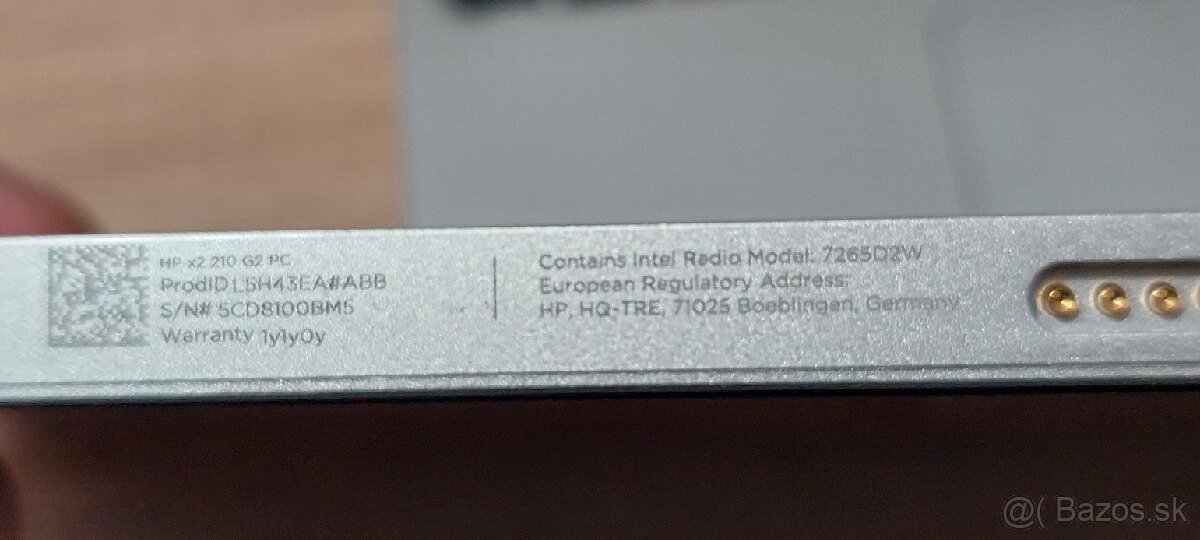 HP x2 210 G2 PC
ProdID L5H43EA#ABB
S/N# 5CD8100BM5
Warranty 1y1y0y
Contains Intel Radio Model: 7265D2W
European Regulatory Address:
HP, HQ-TRE, 71025 Boeblingen, Germany
@( Bazos.sk